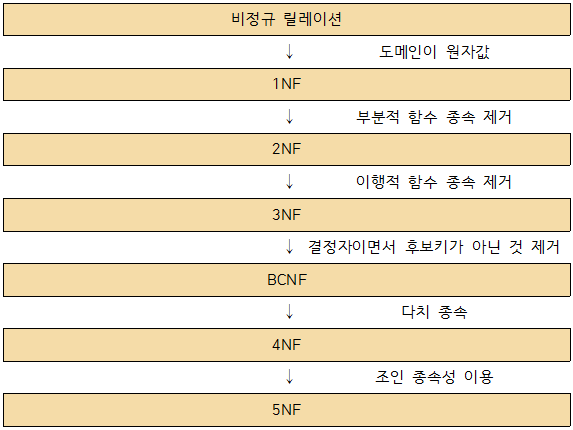 비정규 릴레이션
↓ 도메인이 원자값
1NF
↓ 부분적 함수 종속 제거
2NF
↓ 이행적 함수 종속 제거
3NF
↓ 결정자이면서 후보키가 아닌 것 제거
BCNF
↓ 다치 종속
4NF
↓ 조인 종속성 이용
5NF